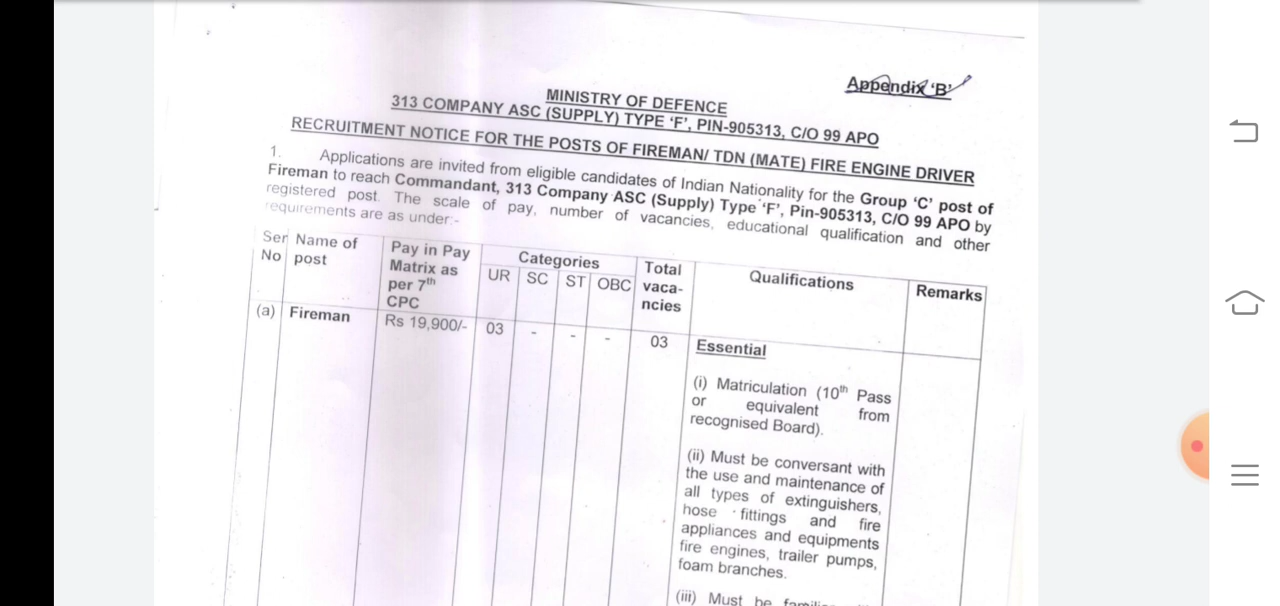 Appendix 'B'
MINISTRY OF DEFENCE
313 COMPANY ASC (SUPPLY) TYPE 'F', PIN-905313, C/O 99 APO
RECRUITMENT NOTICE FOR THE POSTS OF FIREMAN/ TDN (MATE) FIRE ENGINE DRIVER
1. Applications are invited from eligible candidates of Indian Nationality for the Group 'C' post of
Fireman to reach Commandant, 313 Company ASC (Supply) Type 'F', Pin-905313, C/O 99 APO by
registered post. The scale of pay, number of vacancies, educational qualification and other
requirements are as under:-
Ser No
Name of post
Pay in Pay Matrix as per 7th CPC
Categories
UR SC ST OBC
Total vaca-
ncies
Qualifications
Remarks
(a) Fireman Rs 19,900/- 03 - - - 03
Essential
(i) Matriculation (10th Pass
or equivalent from
recognised Board).
(ii) Must be conversant with
the use and maintenance of
all types of extinguishers,
hose fittings and fire
appliances and equipments
fire engines, trailer pumps,
foam branches.
(iii) Must be